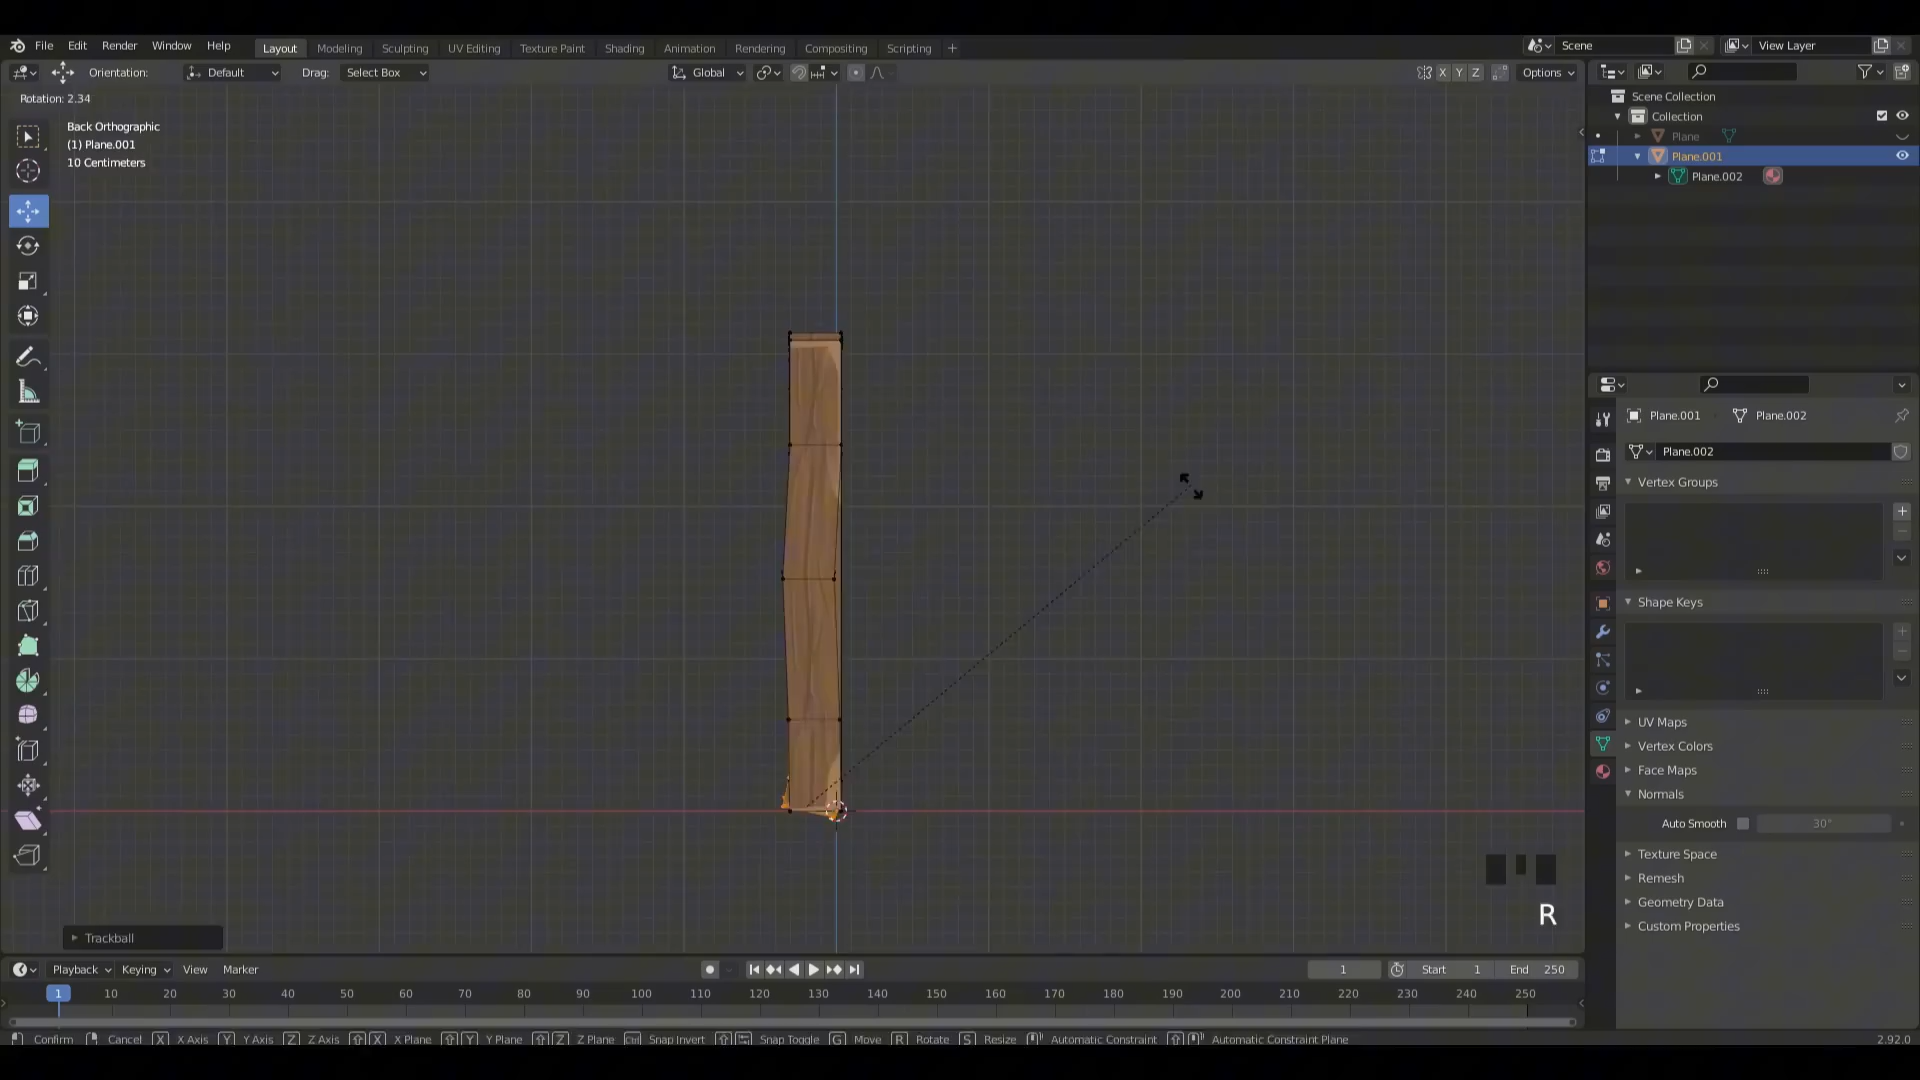 File Edit Render Window Help Layout Modeling Sculpting UV Editing Texture Paint Shading Animation Rendering Compositing Scripting + Scene View Layer
Orientation: Default Drag: Select Box Global X Y Z Options
Rotation: 2.34
Back Orthographic
(1) Plane.001
10 Centimeters
Scene Collection
Collection
Plane
Plane.001
Plane.002
Plane.001 Plane.002
Plane.002
Vertex Groups
Shape Keys
UV Maps
Vertex Colors
Face Maps
Normals
Auto Smooth 30°
Texture Space
Remesh
Geometry Data
Custom Properties
R
Trackball
Playback Keying View Marker 1 Start 1 End 250
1 10 20 30 40 50 60 70 80 90 100 110 120 130 140 150 160 170 180 190 200 210 220 230 240 250
Confirm Cancel X X Axis Y Y Axis Z Z Axis X X Plane Y Y Plane Z Z Plane Ctrl Snap Invert Snap Toggle G Move R Rotate S Resize Automatic Constraint Automatic Constraint Plane 2.92.0